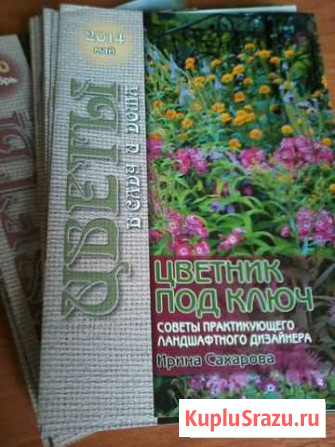 2014
май
ЦВЕТЫ
В САДУ И ДОМА
ЦВЕТНИК
ПОД КЛЮЧ
СОВЕТЫ ПРАКТИКУЮЩЕГО
ЛАНДШАФТНОГО ДИЗАЙНЕРА
Ирина Сахарова
KupluSrazu.ru